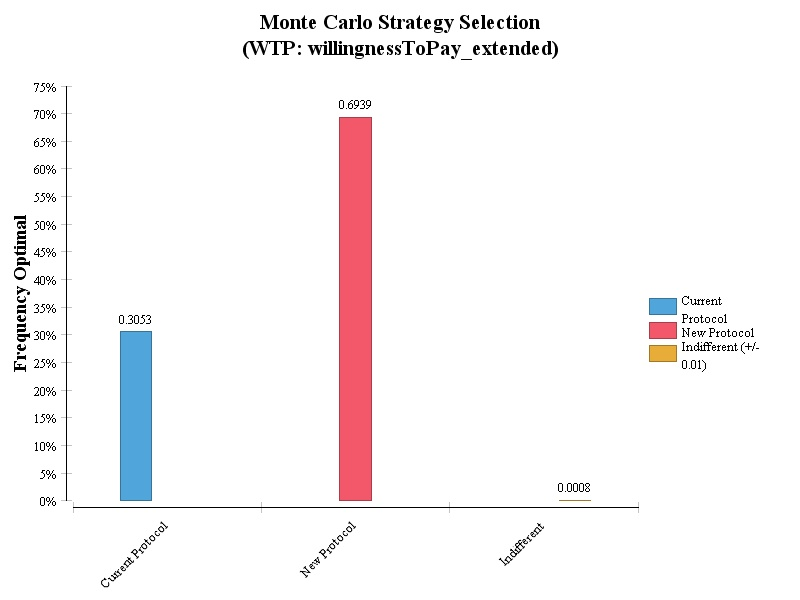 Monte Carlo Strategy Selection
(WTP: willingnessToPay_extended)
Frequency Optimal
75%
70%
65%
60%
55%
50%
45%
40%
35%
30%
25%
20%
15%
10%
5%
0%
0.3053
0.6939
0.0008
Current Protocol
New Protocol
Indifferent
Current
Protocol
New Protocol
Indifferent (+/-
0.01)